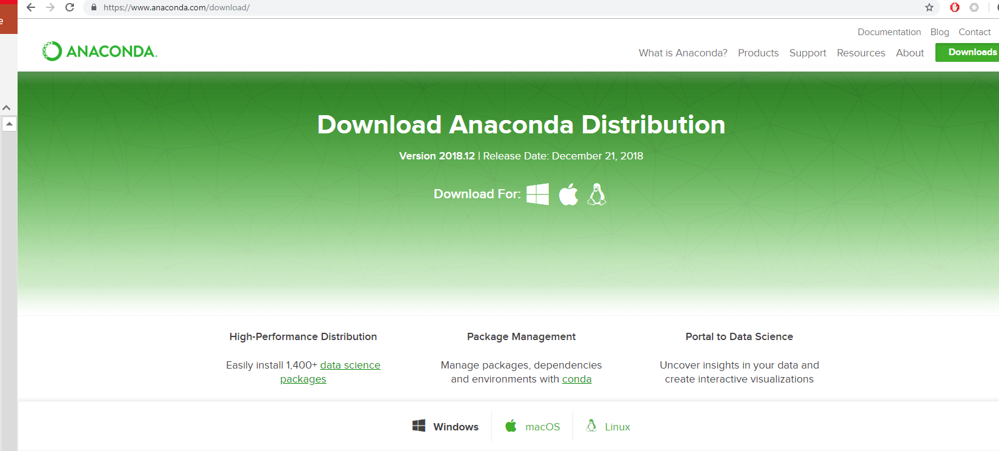 https://www.anaconda.com/download/
e
Documentation Blog Contact
ANACONDA.
What is Anaconda? Products Support Resources About Downloads
Download Anaconda Distribution
Version 2018.12 | Release Date: December 21, 2018
Download For:
High-Performance Distribution
Easily install 1,400+ data science
packages
Package Management
Manage packages, dependencies
and environments with conda
Portal to Data Science
Uncover insights in your data and
create interactive visualizations
Windows macOS Linux